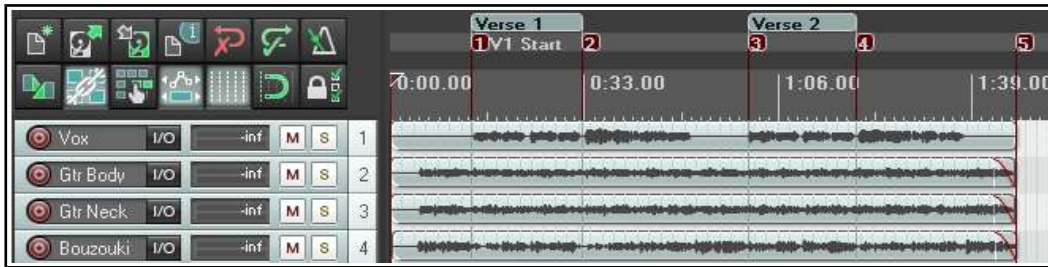 Verse 1 Verse 2
1 V1 Start 2 3 4 5
0:00.00 0:33.00 1:06.00 1:39.00
Vox I/O -inf M S 1
Gtr Body I/O -inf M S 2
Gtr Neck I/O -inf M S 3
Bouzouki I/O -inf M S 4